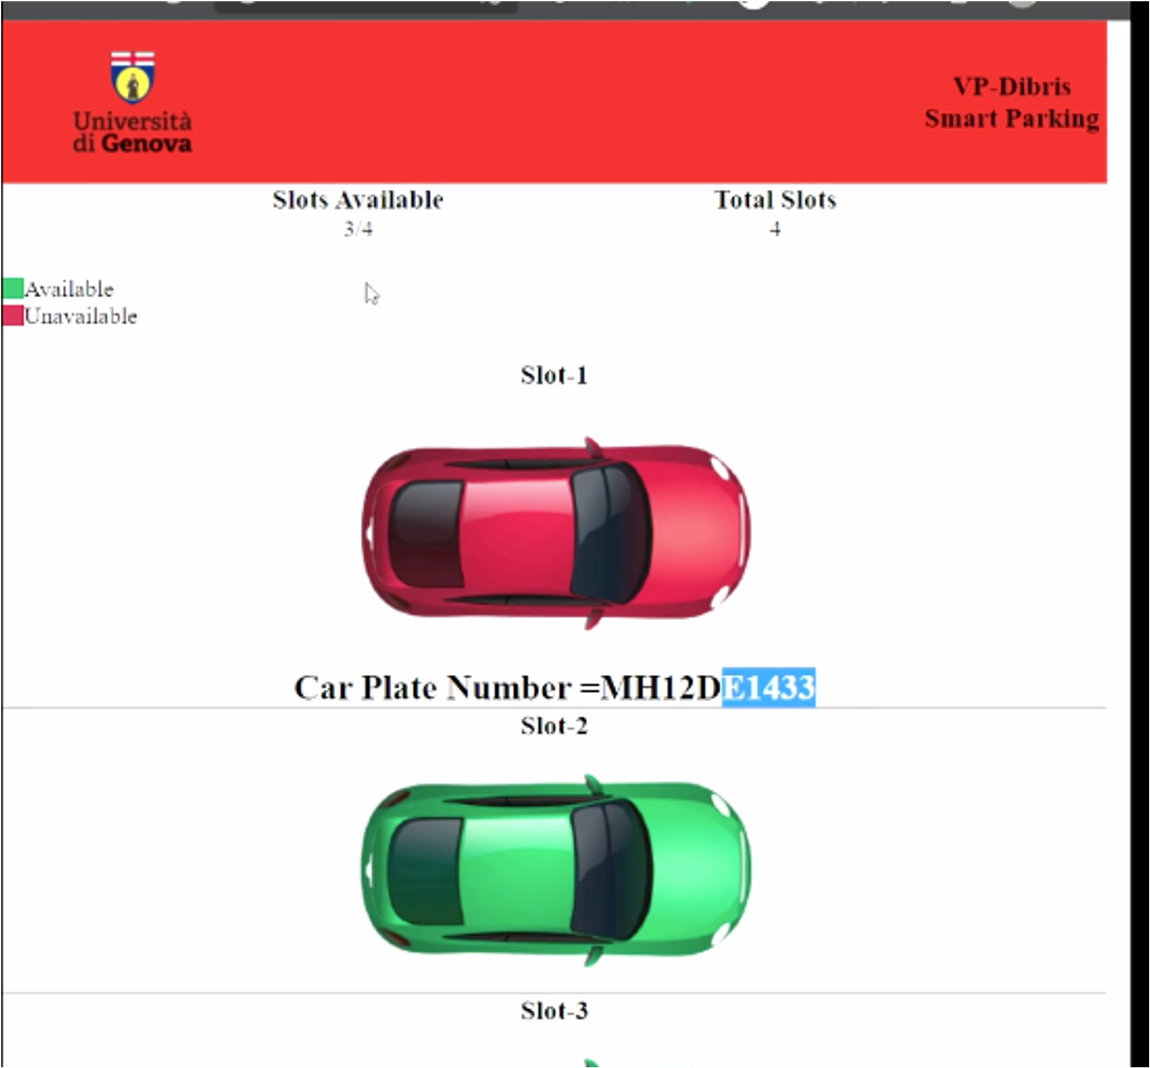 Università
di Genova
VP-Dibris
Smart Parking
Slots Available
Total Slots
3/4
4
Available
Unavailable
Slot-1
Car Plate Number =MH12DE1433
Slot-2
Slot-3